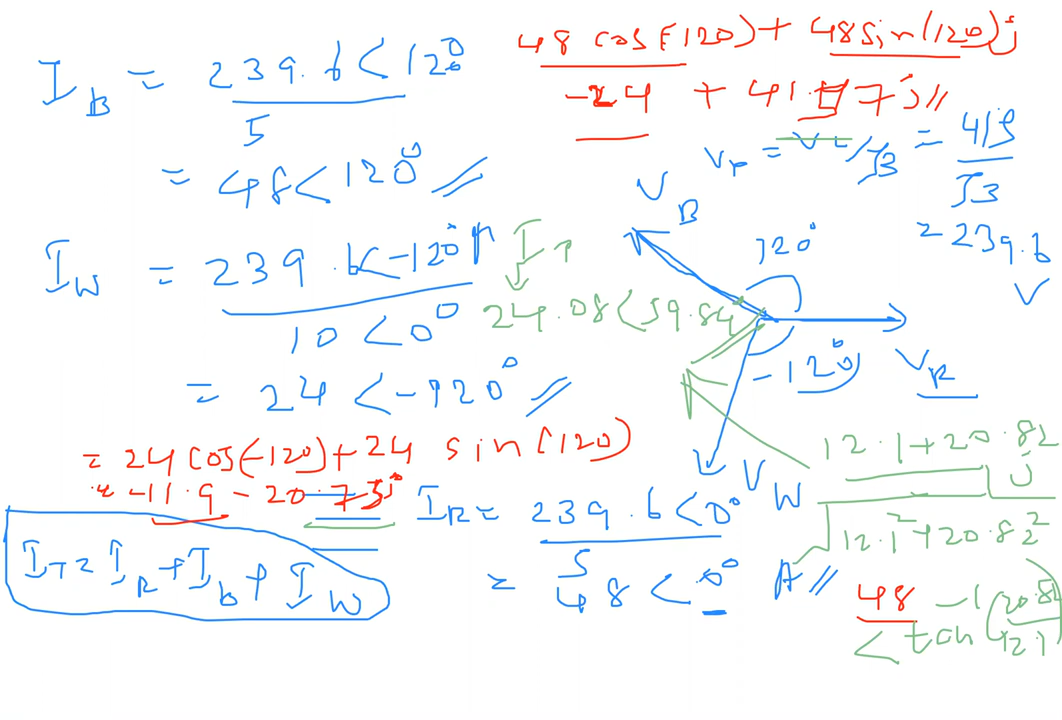 I_B = 239.6<120°
5
= 48<120° //
I_W = 239.6<-120°
10<0°
= 24 <-120° //
= 24 cos(-120)+24 sin(120)
-11.9 - 20.75j
I_T = I_R + I_B + I_W
48 cos(-120) + 48 sin(120)j
-24 + 41.57j //
V_P = V_L/√3 = 415
√3
= 239.6
V
V_B
120°
I_T
24.08<59.84°
-120°
V_R
V_W
12.1+20.82
j
12.1²+20.82²
I_R = 239.6<0°
5
= 48<0° A //
48
< tan -1 (20.82
12.1)